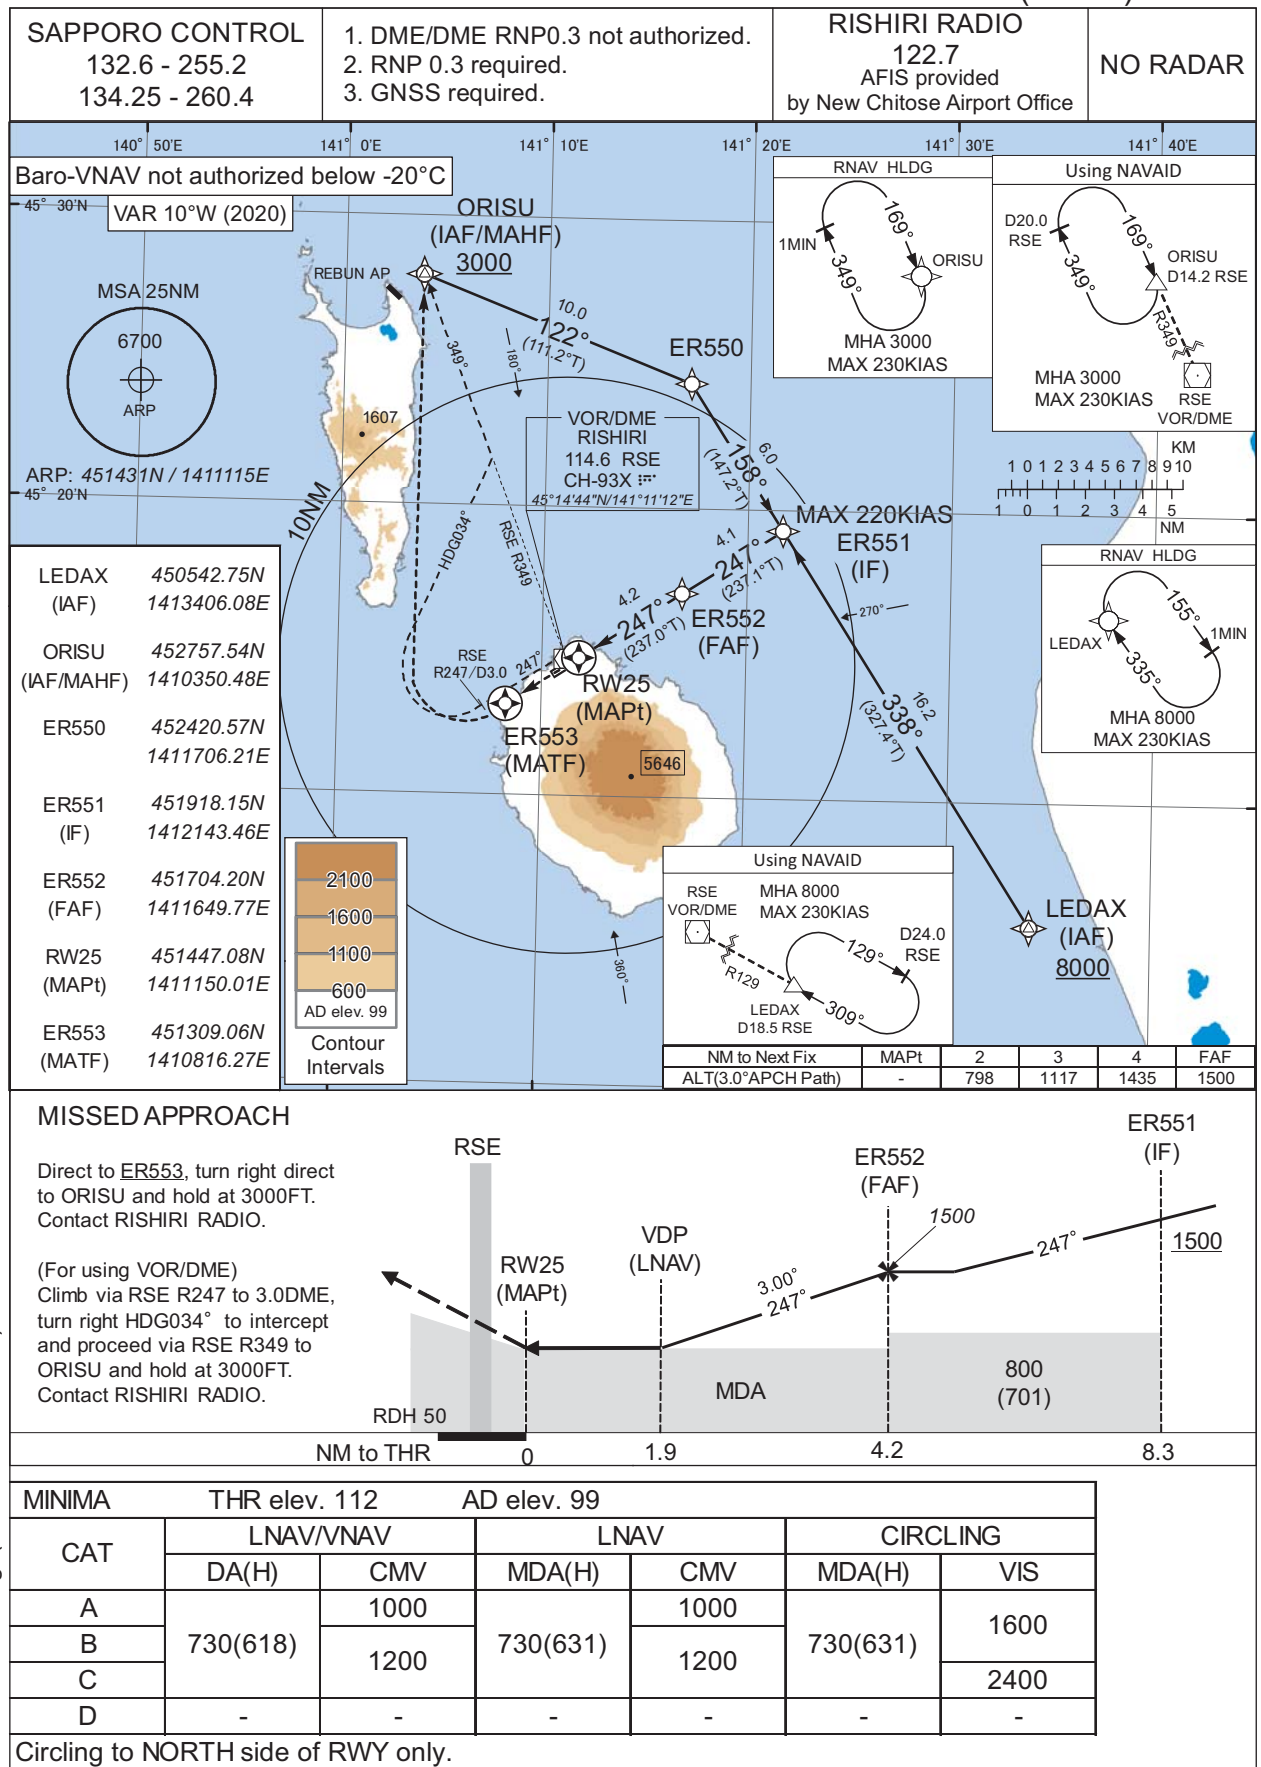 SAPPORO CONTROL
132.6 - 255.2
134.25 - 260.4
1. DME/DME RNP0.3 not authorized.
2. RNP 0.3 required.
3. GNSS required.
RISHIRI RADIO
122.7
AFIS provided
by New Chitose Airport Office
NO RADAR
140° 50'E
141° 0'E
141° 10'E
141° 20'E
141° 30'E
141° 40'E
Baro-VNAV not authorized below -20°C
45° 30'N
VAR 10°W (2020)
MSA 25NM
6700
ARP
ARP: 451431N / 1411115E
45° 20'N
ORISU
(IAF/MAHF)
3000
REBUN AP
1607
10.0
122°
(111.2°T)
349°
180°
ER550
VOR/DME
RISHIRI
114.6 RSE
CH-93X
45°14'44"N/141°11'12"E
6.0
158°
(147.2°T)
10NM
HDG034°
RSE R349
MAX 220KIAS
ER551
(IF)
4.1
247°
(237.1°T)
ER552
(FAF)
4.2
247°
(237.0°T)
270°
RSE
R247/D3.0
247°
RW25
(MAPt)
ER553
(MATF)
5646
16.2
338°
(327.4°T)
LEDAX
(IAF)
8000
360°
RNAV HLDG
169°
1MIN
349°
ORISU
MHA 3000
MAX 230KIAS
Using NAVAID
D20.0
RSE
169°
349°
ORISU
D14.2 RSE
R349
MHA 3000
MAX 230KIAS
RSE
VOR/DME
KM
1 0 1 2 3 4 5 6 7 8 9 10
1 0 1 2 3 4 5
NM
RNAV HLDG
155°
1MIN
LEDAX
335°
MHA 8000
MAX 230KIAS
LEDAX 450542.75N
(IAF) 1413406.08E
ORISU 452757.54N
(IAF/MAHF) 1410350.48E
ER550 452420.57N
1411706.21E
ER551 451918.15N
(IF) 1412143.46E
ER552 451704.20N
(FAF) 1411649.77E
RW25 451447.08N
(MAPt) 1411150.01E
ER553 451309.06N
(MATF) 1410816.27E
2100
1600
1100
600
AD elev. 99
Contour
Intervals
Using NAVAID
RSE
VOR/DME
MHA 8000
MAX 230KIAS
R129
129°
D24.0
RSE
309°
LEDAX
D18.5 RSE
NM to Next Fix MAPt 2 3 4 FAF
ALT(3.0°APCH Path) - 798 1117 1435 1500
MISSED APPROACH
Direct to ER553, turn right direct
to ORISU and hold at 3000FT.
Contact RISHIRI RADIO.
(For using VOR/DME)
Climb via RSE R247 to 3.0DME,
turn right HDG034° to intercept
and proceed via RSE R349 to
ORISU and hold at 3000FT.
Contact RISHIRI RADIO.
RSE
RW25
(MAPt)
VDP
(LNAV)
ER552
(FAF)
ER551
(IF)
1500
1500
247°
3.00°
247°
MDA
800
(701)
RDH 50
NM to THR 0 1.9 4.2 8.3
MINIMA THR elev. 112 AD elev. 99
CAT LNAV/VNAV LNAV CIRCLING
DA(H) CMV MDA(H) CMV MDA(H) VIS
A 730(618) 1000 730(631) 1000 730(631) 1600
B 1200 1200
C 2400
D - - - - - -
Circling to NORTH side of RWY only.